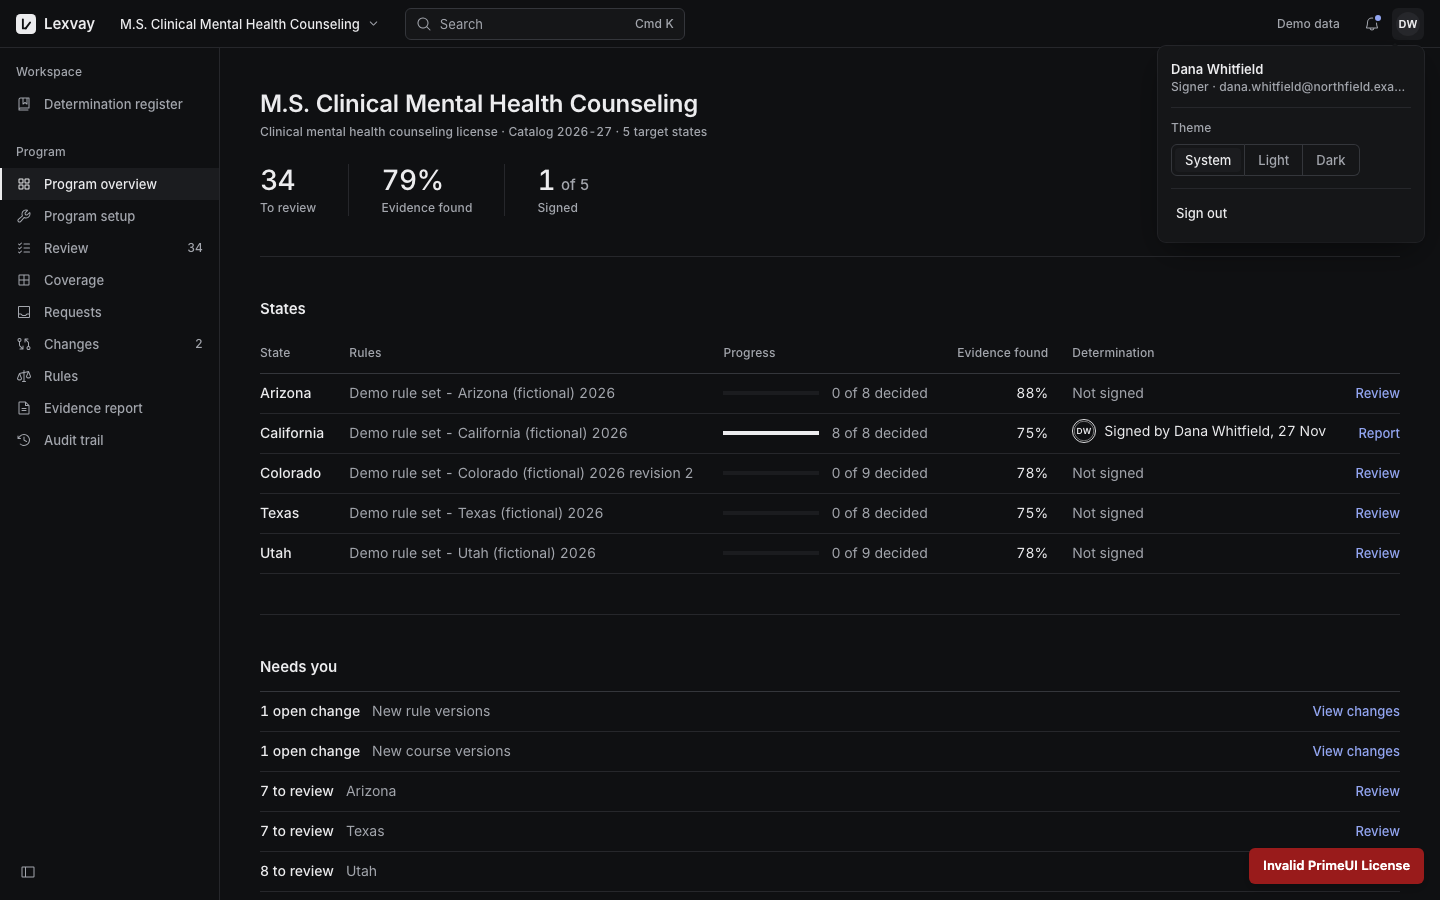 Lexvay
M.S. Clinical Mental Health Counseling
Search
Cmd K
Demo data
DW
Dana Whitfield
Signer · dana.whitfield@northfield.exa...
Theme
System Light Dark
Sign out
Workspace
Determination register
Program
Program overview
Program setup
Review 34
Coverage
Requests
Changes 2
Rules
Evidence report
Audit trail
M.S. Clinical Mental Health Counseling
Clinical mental health counseling license · Catalog 2026-27 · 5 target states
34
To review
79%
Evidence found
1 of 5
Signed
States
State Rules Progress Evidence found Determination
Arizona Demo rule set - Arizona (fictional) 2026 0 of 8 decided 88% Not signed Review
California Demo rule set - California (fictional) 2026 8 of 8 decided 75% DW Signed by Dana Whitfield, 27 Nov Report
Colorado Demo rule set - Colorado (fictional) 2026 revision 2 0 of 9 decided 78% Not signed Review
Texas Demo rule set - Texas (fictional) 2026 0 of 8 decided 75% Not signed Review
Utah Demo rule set - Utah (fictional) 2026 0 of 9 decided 78% Not signed Review
Needs you
1 open change New rule versions View changes
1 open change New course versions View changes
7 to review Arizona Review
7 to review Texas Review
8 to review Utah
Invalid PrimeUI License